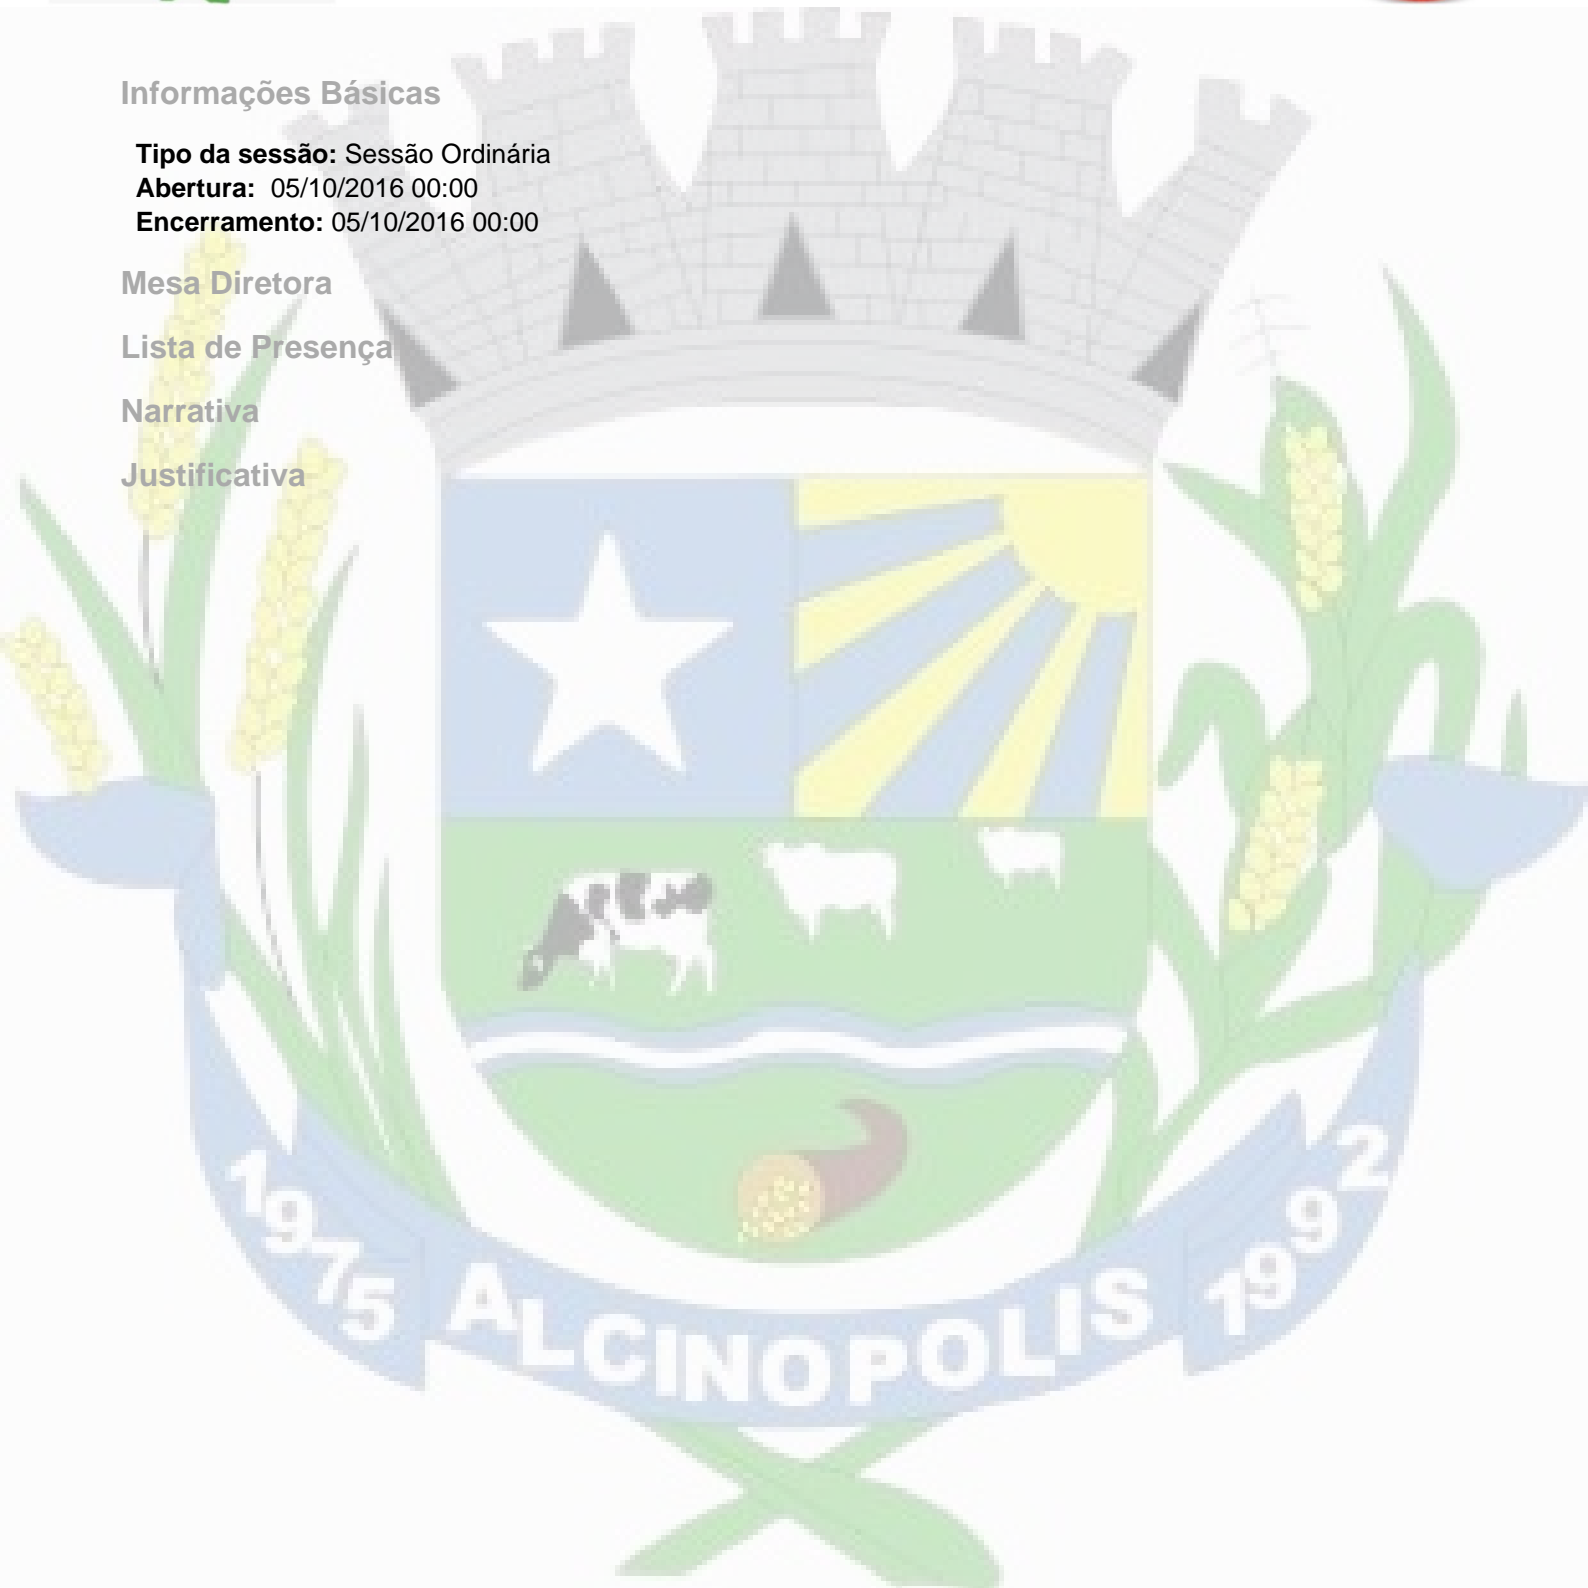 Informações Básicas
Tipo da sessão: Sessão Ordinária
Abertura: 05/10/2016 00:00
Encerramento: 05/10/2016 00:00
Mesa Diretora
Lista de Presença
Narrativa
Justificativa
1975 ALCINOPOLIS 1992